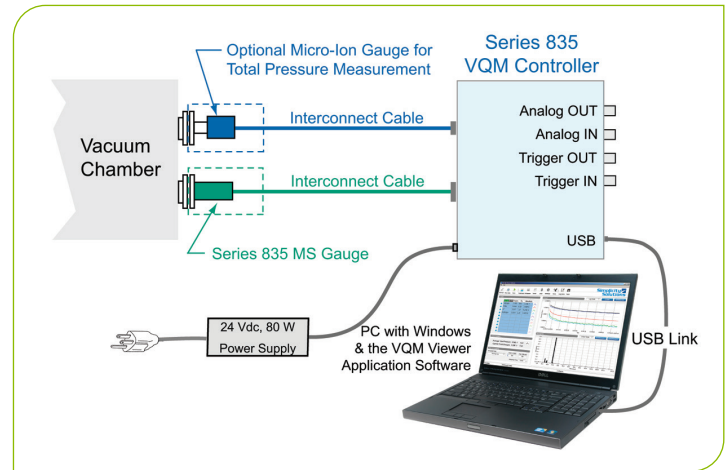 Optional Micro-Ion Gauge for
Total Pressure Measurement
Series 835
VQM Controller
Interconnect Cable
Vacuum
Chamber
Interconnect Cable
Series 835 MS Gauge
Analog OUT
Analog IN
Trigger OUT
Trigger IN
USB
24 Vdc, 80 W
Power Supply
PC with Windows
& the VQM Viewer
Application Software
USB Link